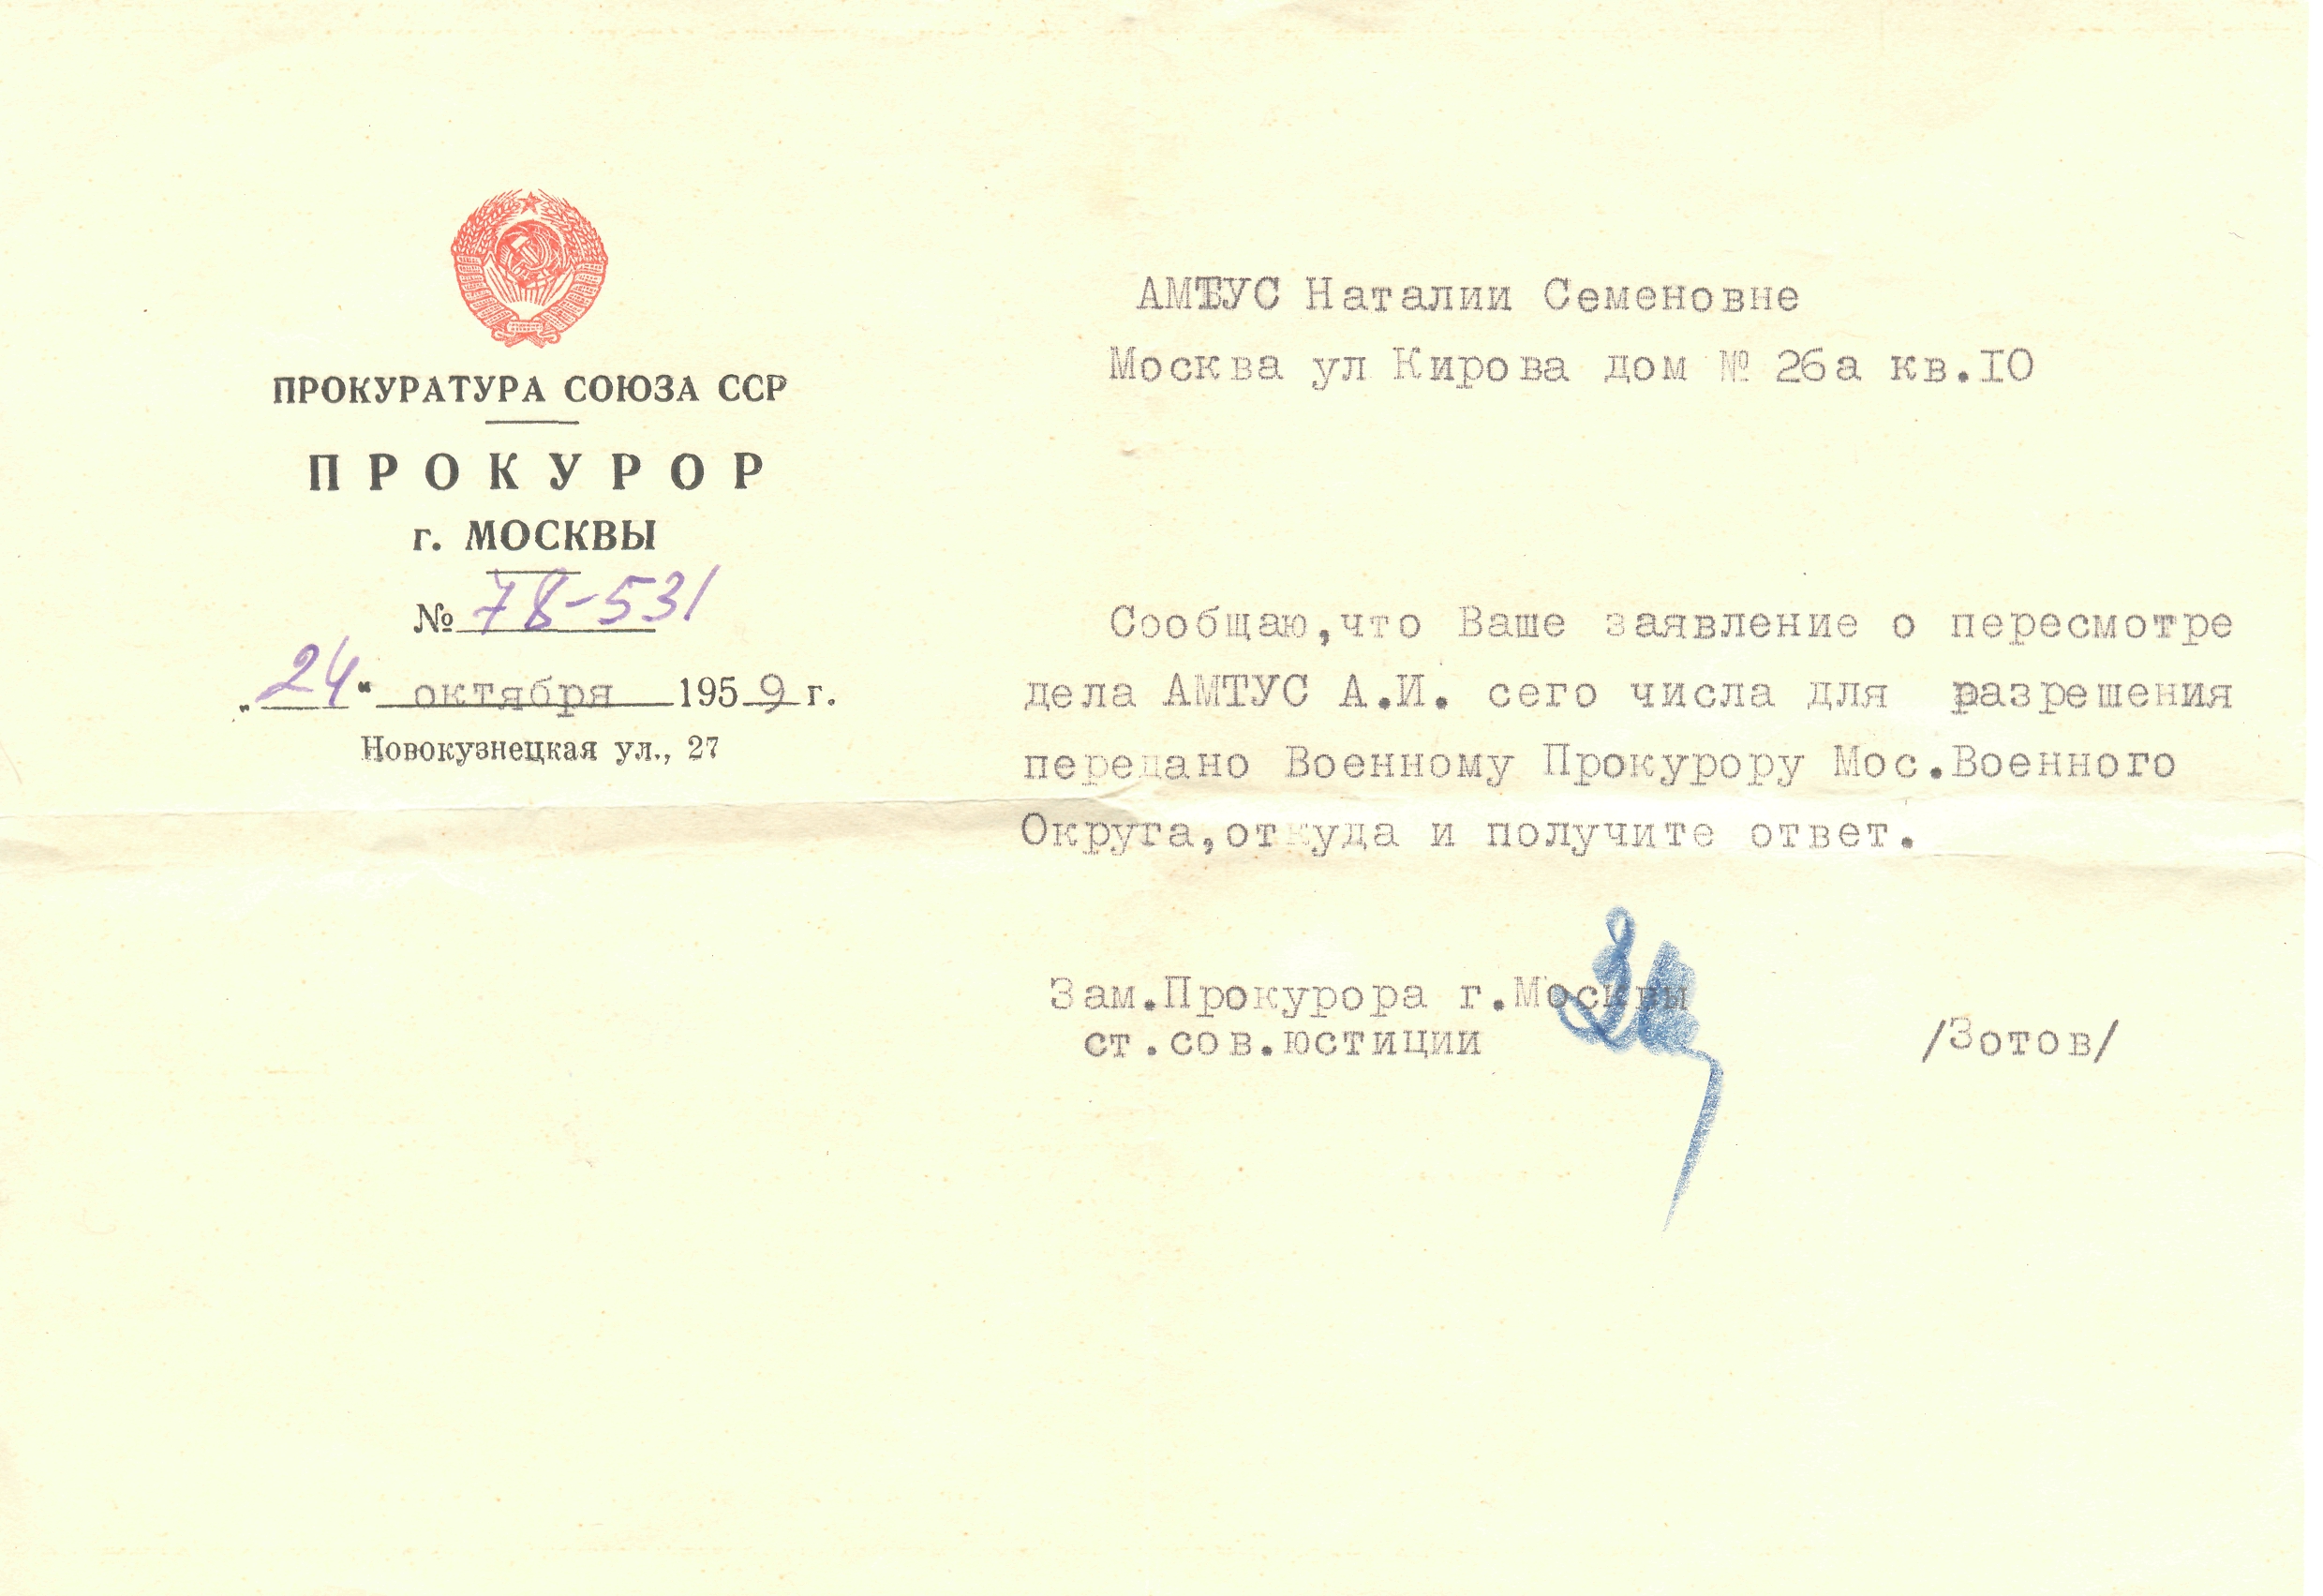 ПРОКУРАТУРА СОЮЗА ССР
ПРОКУРОР
г. МОСКВЫ
№ 78-531
„24“ октября 1959 г.
Новокузнецкая ул., 27
АМТУС Наталии Семеновне
Москва ул Кирова дом № 26а кв.IO
Сообщаю,что Ваше заявление о пересмотре
дела АМТУС А.И. сего числа для разрешения
передано Военному Прокурору Мос.Военного
Округа,откуда и получите ответ.
Зам.Прокурора г.Москвы
ст.сов.юстиции /Зотов/